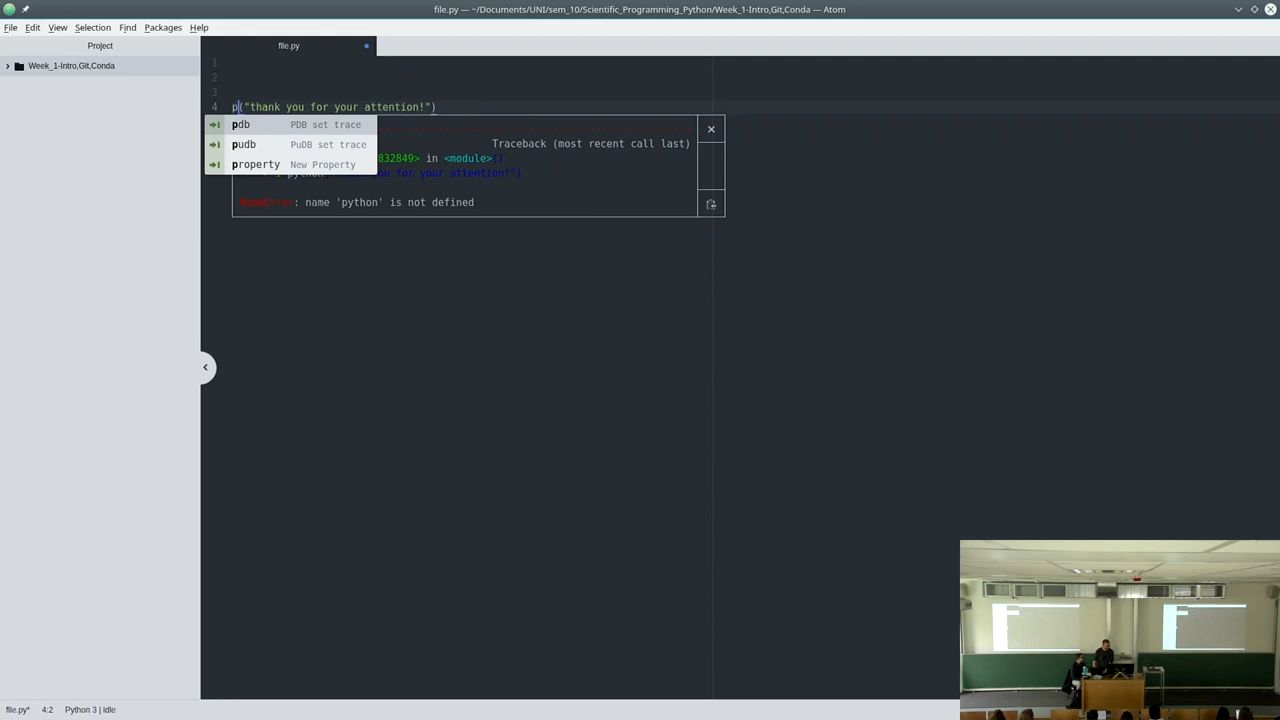 file.py — ~/Documents/UNI/sem_10/Scientific_Programming_Python/Week_1-Intro,Git,Conda — Atom
File Edit View Selection Find Packages Help
Project
file.py
Week_1-Intro,Git,Conda
1
2
3
4 p("thank you for your attention!")
pdb PDB set trace
pudb PuDB set trace
property New Property
Traceback (most recent call last)
832849> in <module>()
for your attention!")
NameError: name 'python' is not defined
file.py* 4:2 Python 3 | idle